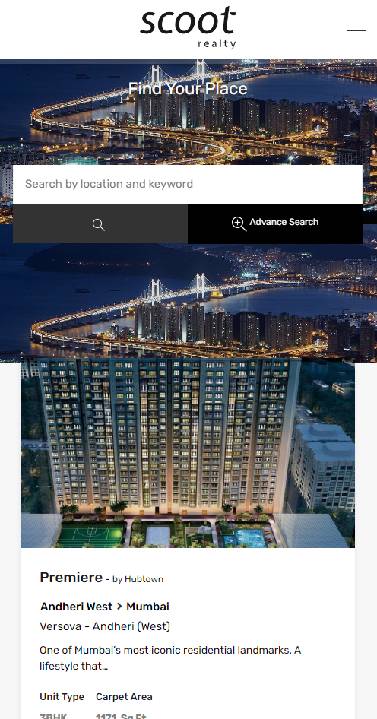 scoot
realty
Find Your Place
Search by location and keyword
Advance Search
Premiere - by Hubtown
Andheri West > Mumbai
Versova - Andheri (West)
One of Mumbai's most iconic residential landmarks. A
lifestyle that...
Unit Type Carpet Area
3BHK 1171 Sq.Ft